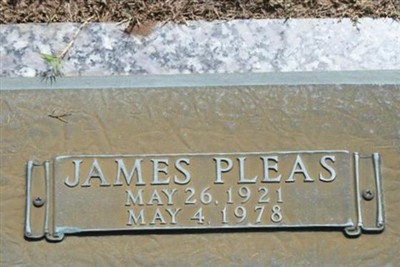 JAMES PLEAS
MAY 26, 1921
MAY 4, 1978